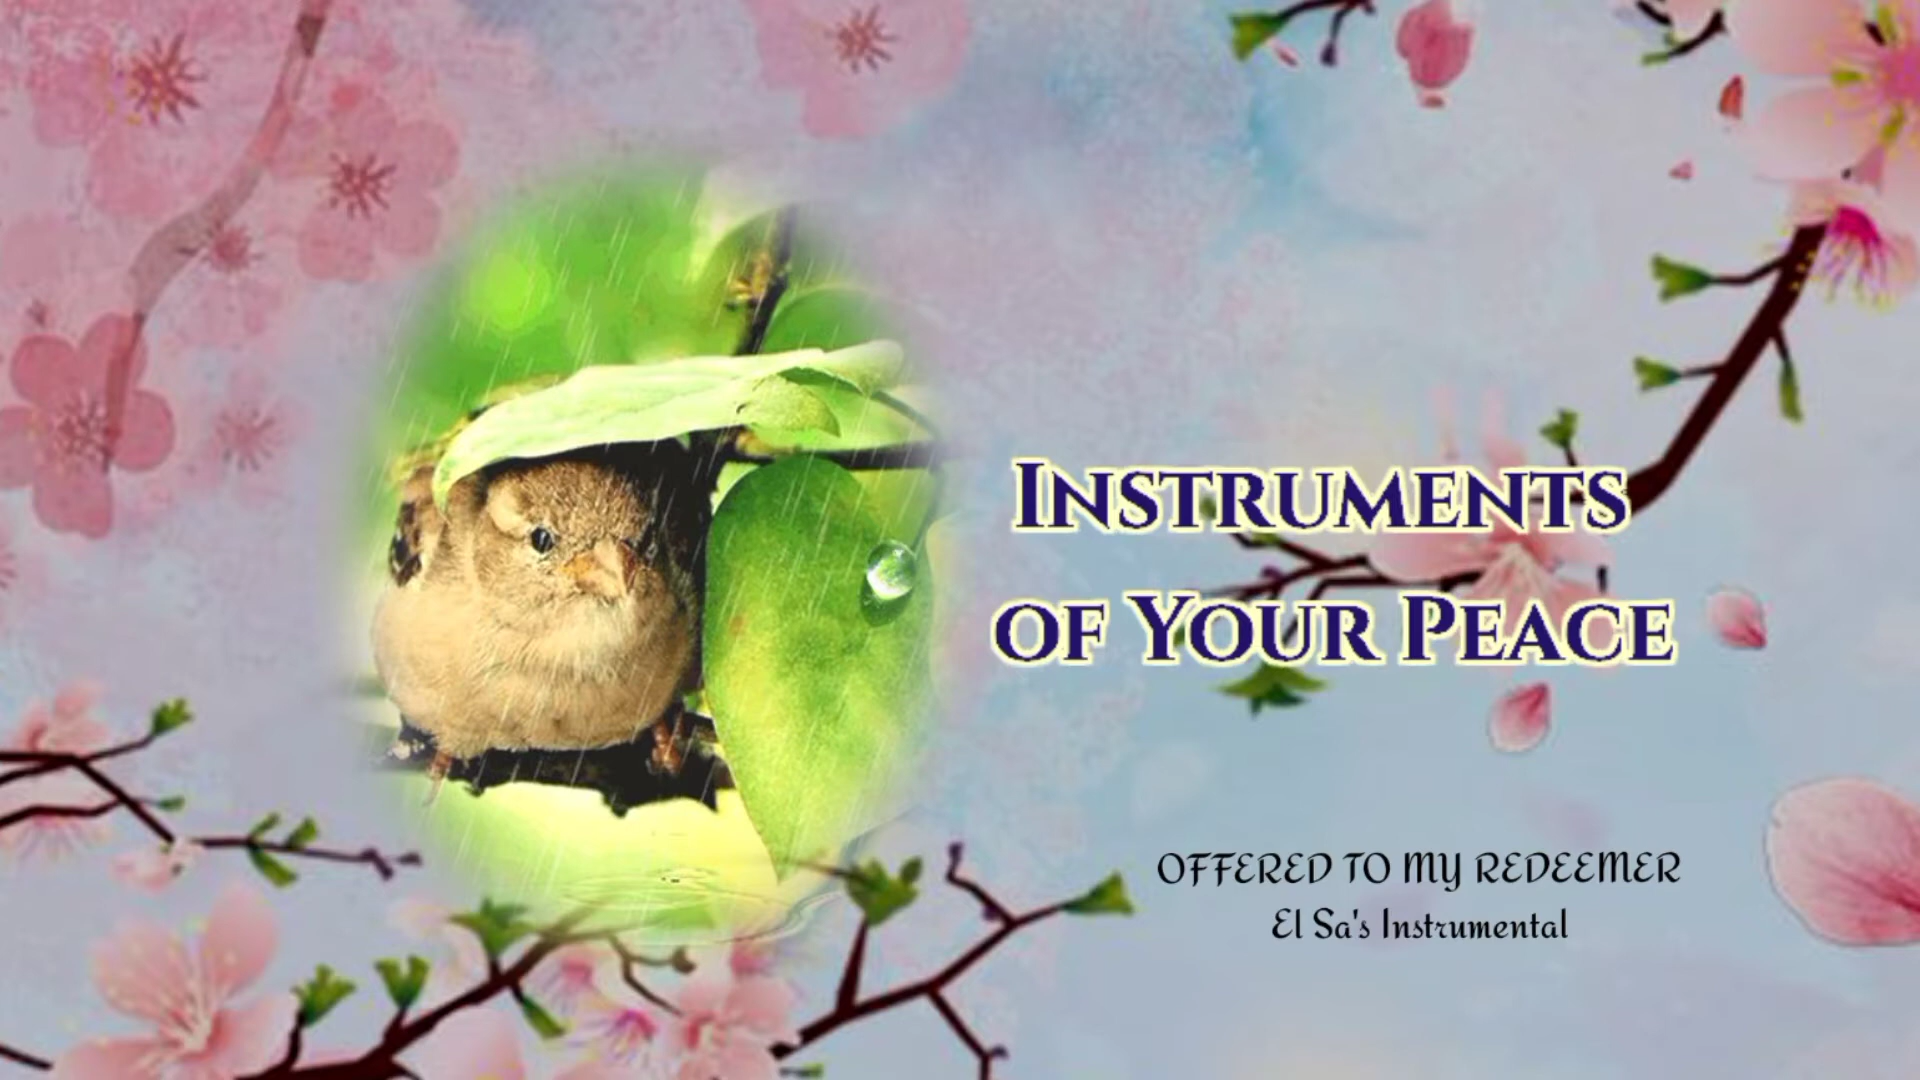 Instruments
of Your Peace
OFFERED TO MY REDEEMER
El Sa's Instrumental